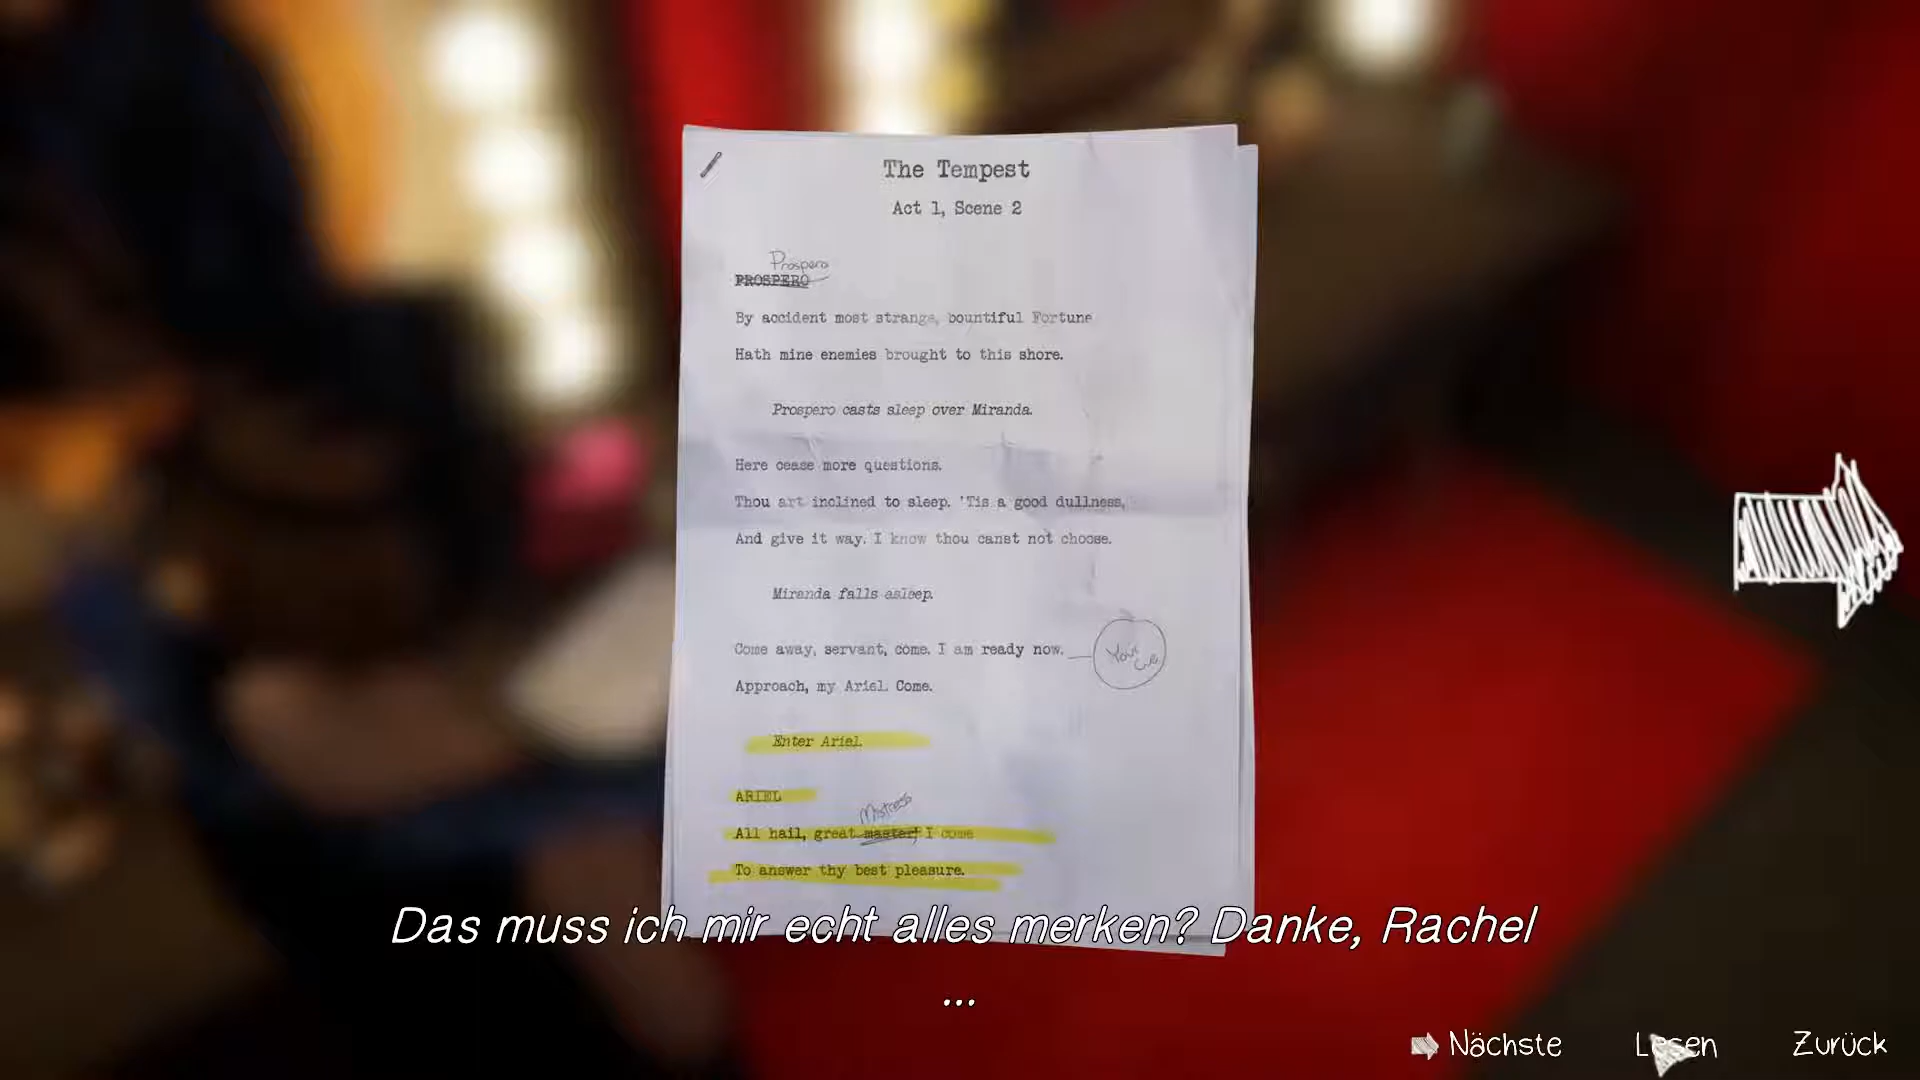 The Tempest
Act 1, Scene 2
Prospera
PROSPERO
By accident most strange, bountiful Fortune
Hath mine enemies brought to this shore.
Prospero casts sleep over Miranda.
Here cease more questions.
Thou art inclined to sleep. 'Tis a good dullness,
And give it way. I know thou canst not choose.
Miranda falls asleep.
Come away, servant, come. I am ready now.
Your
cue
Approach, my Ariel. Come.
Enter Ariel.
ARIEL
Mistress
All hail, great master! I come
To answer thy best pleasure.
Das muss ich mir echt alles merken? Danke, Rachel
...
Nächste Lesen Zurück